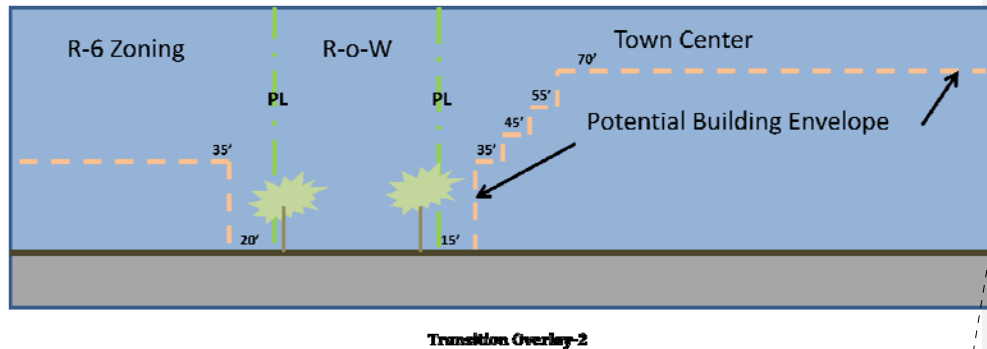 R-6 Zoning
R-o-W
Town Center
70'
PL
PL
55'
45'
Potential Building Envelope
35'
35'
20'
15'
Transition Overlay-2